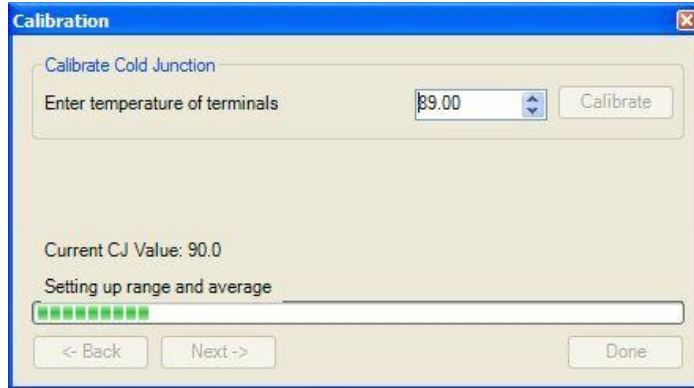 Calibration
Calibrate Cold Junction
Enter temperature of terminals 89.00 Calibrate
Current CJ Value: 90.0
Setting up range and average
<- Back Next -> Done